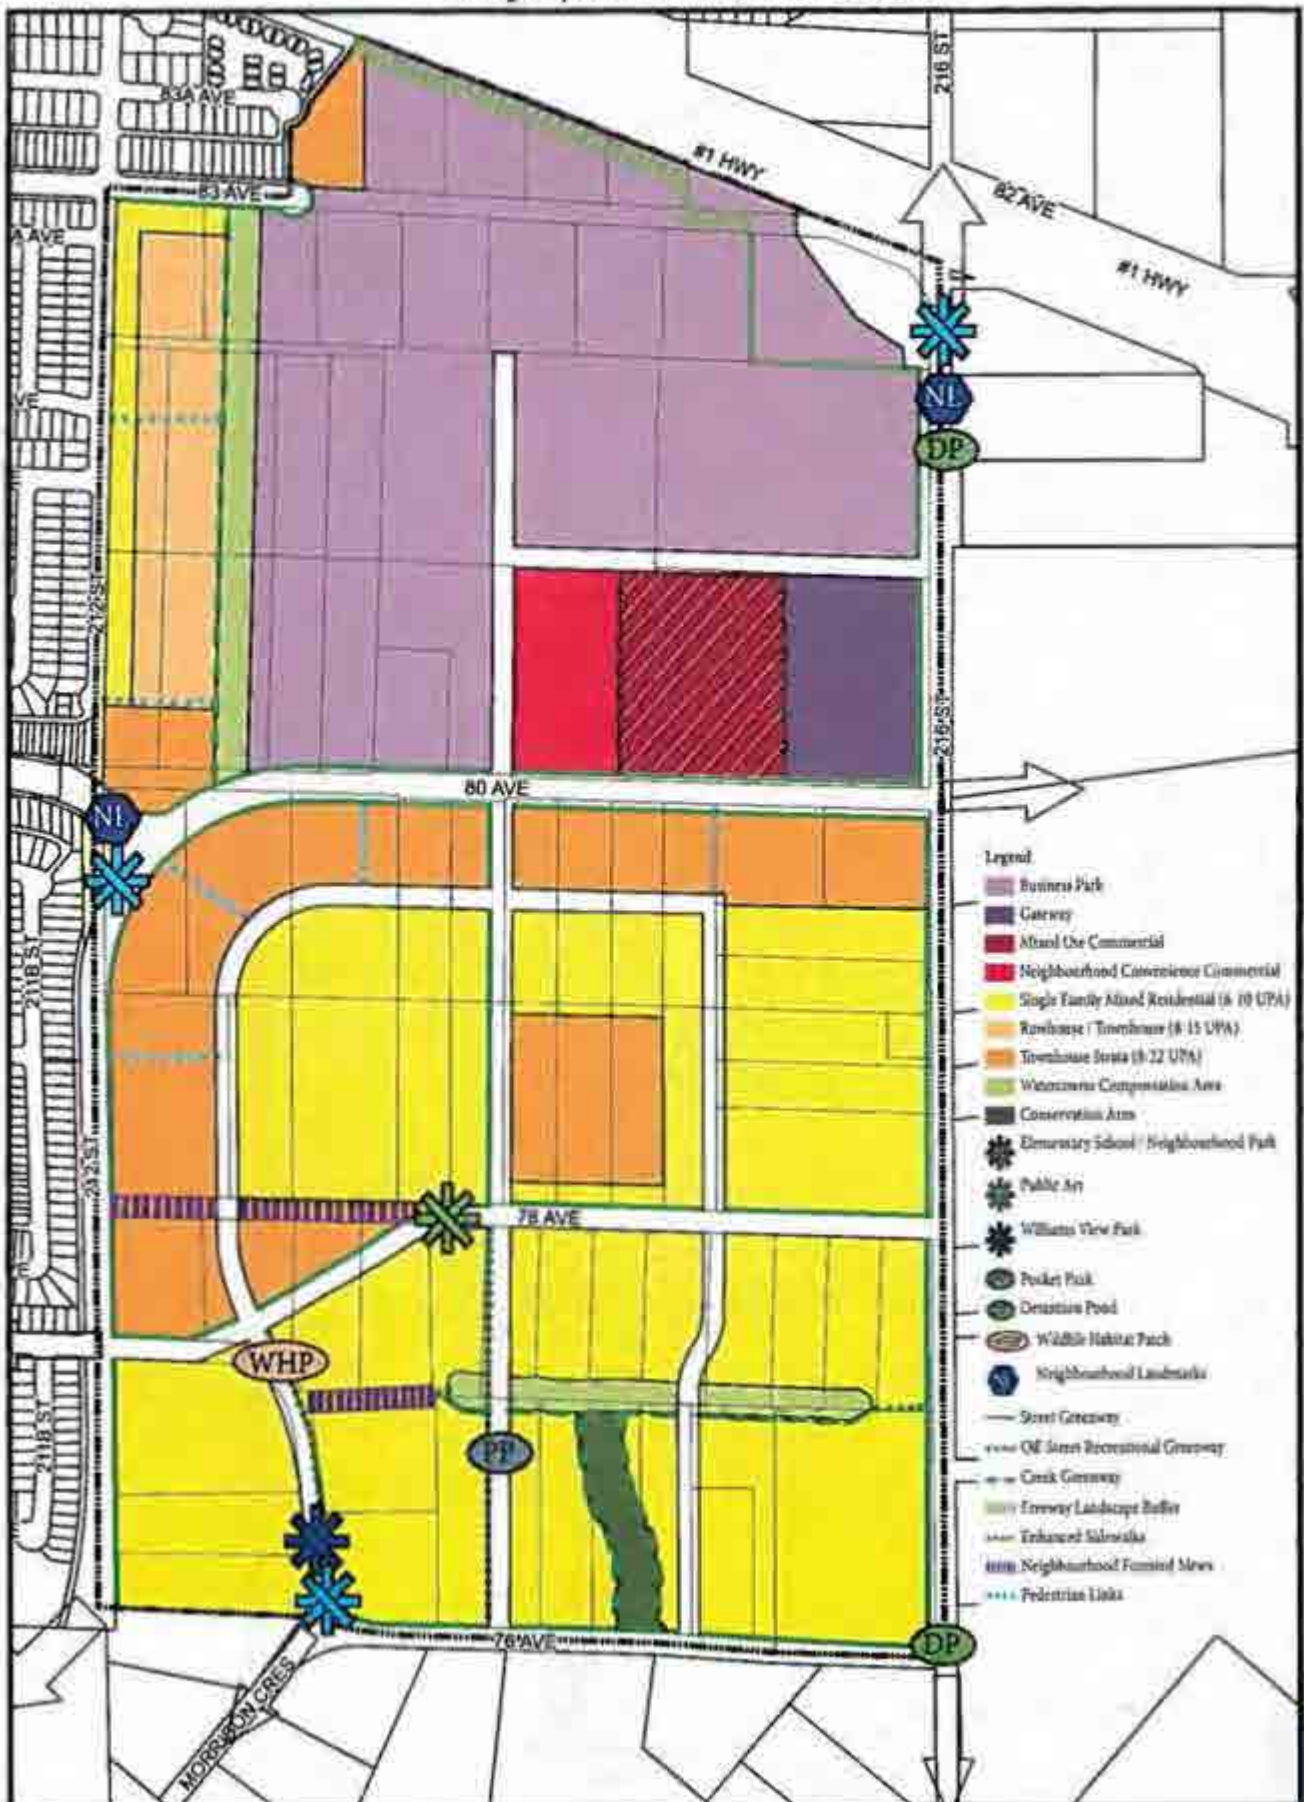 83A AVE
216 ST
#1 HWY
82 AVE
#1 HWY
83 AVE
A AVE
VE
NL
DP
212 ST
216 ST
80 AVE
NL
211B ST
212 ST
78 AVE
WHP
211B ST
PP
76 AVE
DP
MORRISON CRES
Legend
Business Park
Gateway
Mixed Use Commercial
Neighbourhood Convenience Commercial
Single Family Mixed Residential (6-10 UPA)
Rowhouse / Townhouse (8-15 UPA)
Townhouse Strata (8-22 UPA)
Watercourse Compensation Area
Conservation Area
Elementary School / Neighbourhood Park
Public Art
Williams View Park
Pocket Park
Detention Pond
Wildlife Habitat Patch
NL Neighbourhood Landmarks
Street Greenway
Off Street Recreational Greenway
Creek Greenway
Freeway Landscape Buffer
Enhanced Sidewalks
Neighbourhood Focused Mews
Pedestrian Links